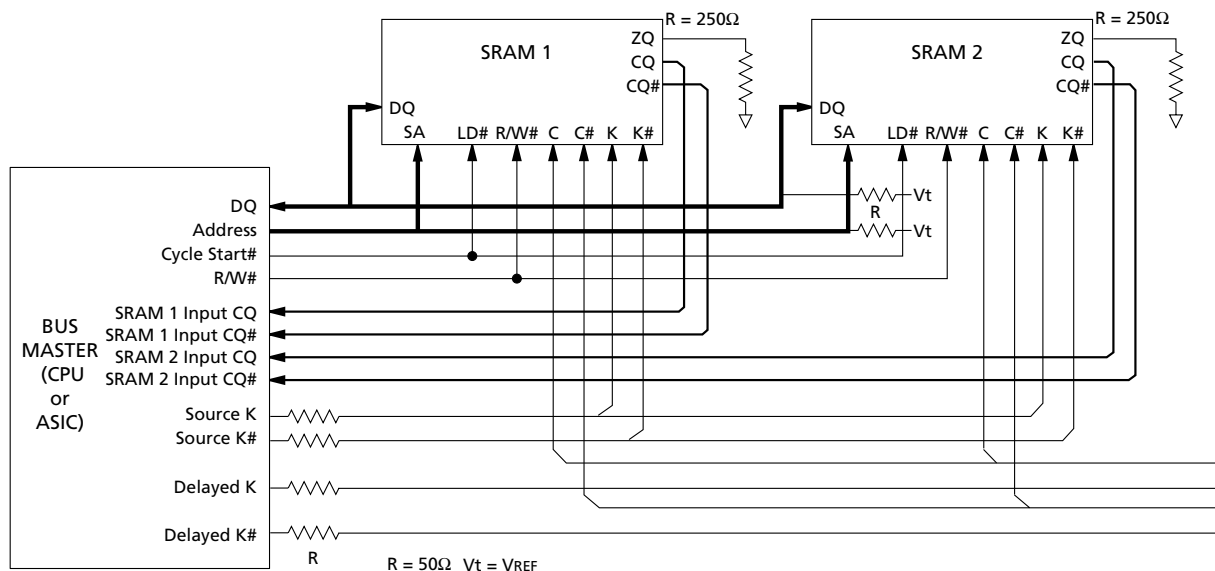 R = 250Ω
SRAM 1
ZQ
CQ
CQ#
DQ
SA LD# R/W# C C# K K#
R = 250Ω
SRAM 2
ZQ
CQ
CQ#
DQ
SA LD# R/W# C C# K K#
Vt
R
Vt
BUS
MASTER
(CPU
or
ASIC)
DQ
Address
Cycle Start#
R/W#
SRAM 1 Input CQ
SRAM 1 Input CQ#
SRAM 2 Input CQ
SRAM 2 Input CQ#
Source K
Source K#
Delayed K
Delayed K#
R
R = 50Ω Vt = VREF